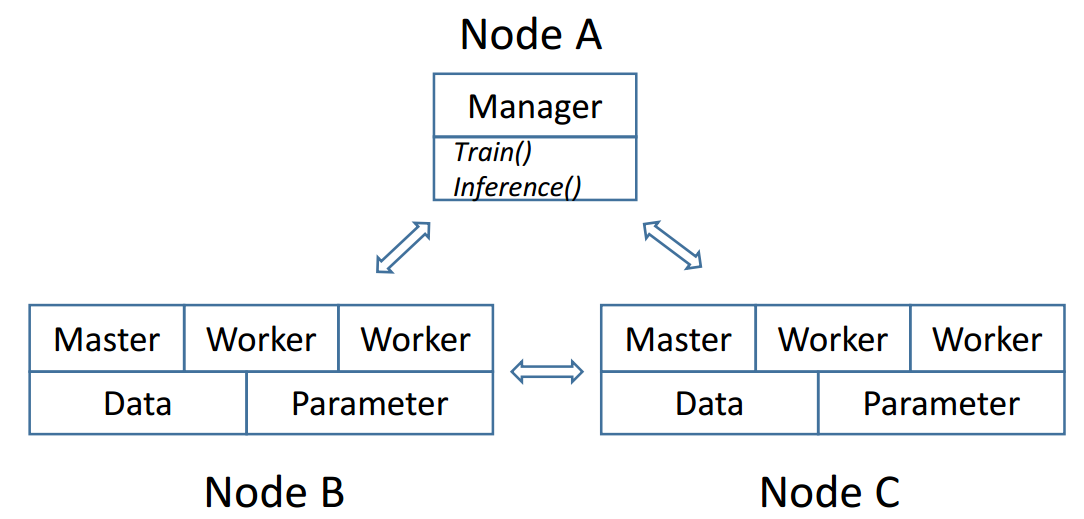 Node A
Manager
Train()
Inference()
Master Worker Worker
Data Parameter
Node B
Master Worker Worker
Data Parameter
Node C